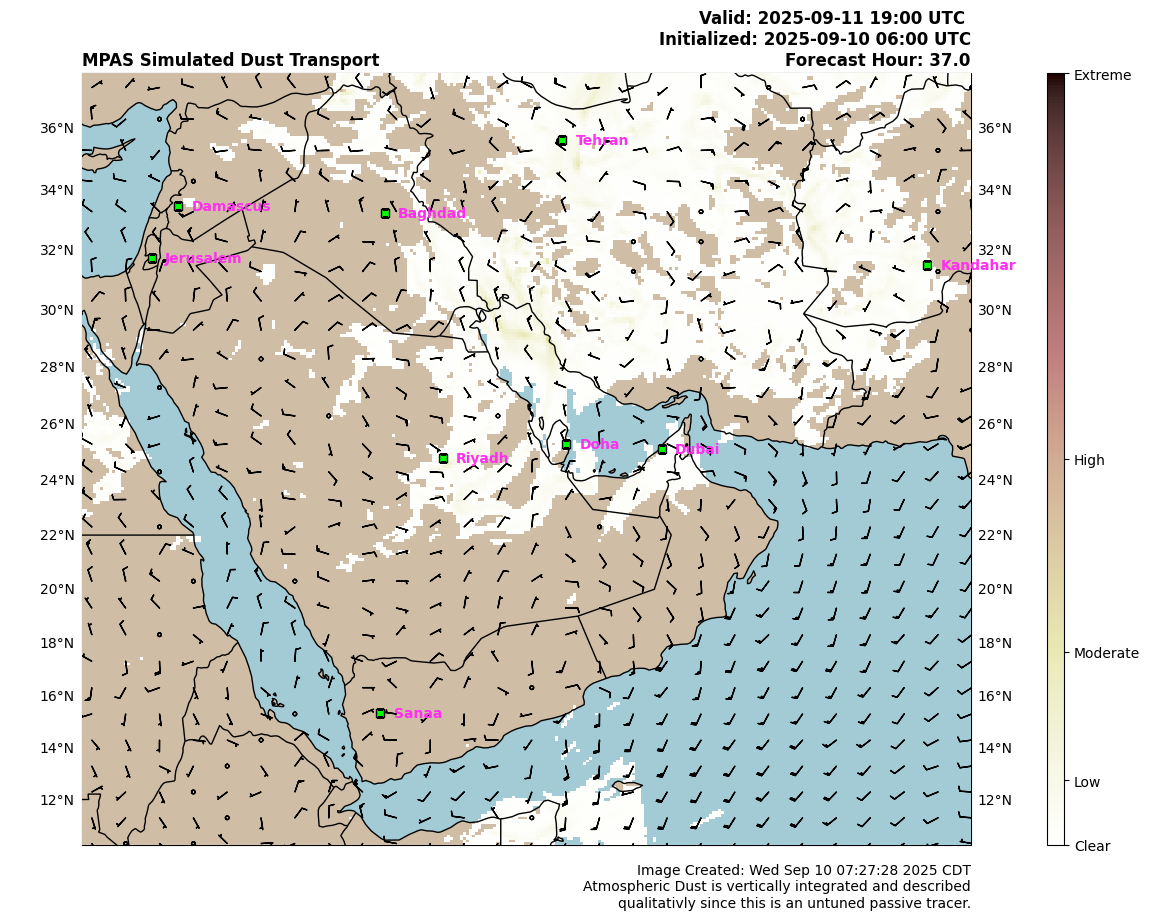 Valid: 2025-09-11 19:00 UTC
Initialized: 2025-09-10 06:00 UTC
MPAS Simulated Dust Transport Forecast Hour: 37.0
Extreme
36°N Tehran 36°N
34°N Damascus Baghdad 34°N
32°N Jerusalem Kandahar 32°N
30°N 30°N
28°N 28°N
26°N Doha Dubai 26°N
High
24°N Riyadh 24°N
22°N 22°N
20°N 20°N
18°N 18°N
Moderate
16°N Sanaa 16°N
14°N 14°N
Low
12°N 12°N
Clear
Image Created: Wed Sep 10 07:27:28 2025 CDT
Atmospheric Dust is vertically integrated and described
qualitativly since this is an untuned passive tracer.